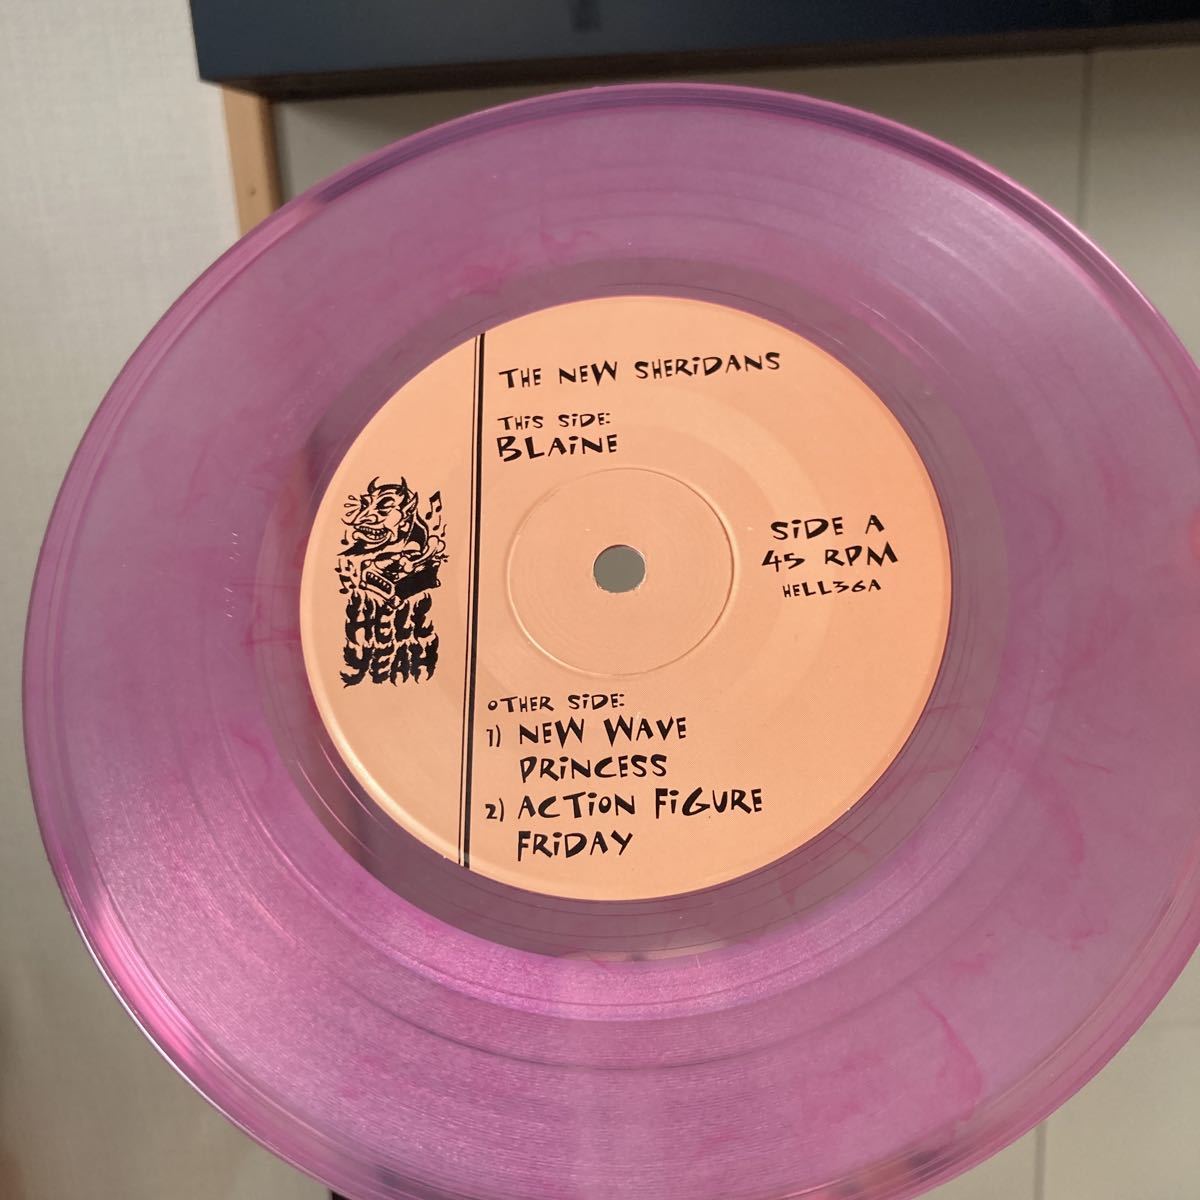 THE NEW SHERIDANS
THIS SIDE:
BLAINE
SIDE A
45 RPM
HELL36A
HELL
YEAH
OTHER SIDE:
1) NEW WAVE
PRINCESS
2) ACTION FIGURE
FRIDAY